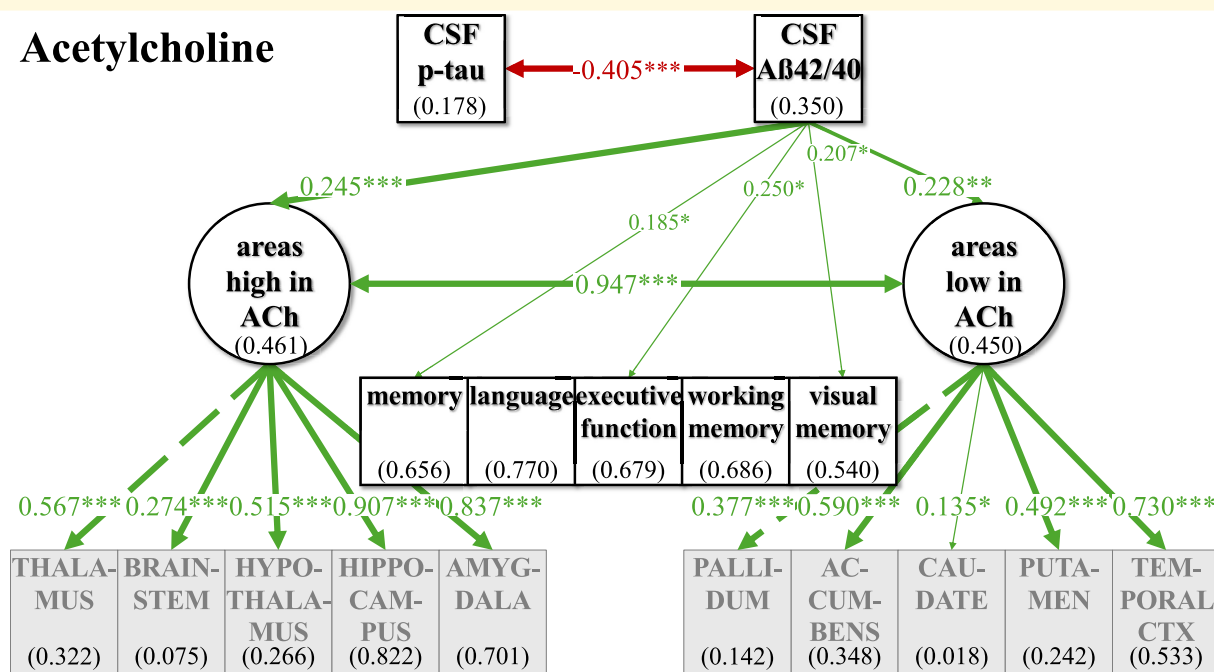 Acetylcholine
CSF
p-tau
(0.178)
-0.405***
CSF
Aß42/40
(0.350)
0.245***
0.185*
0.250*
0.207*
0.228**
areas
high in
ACh
(0.461)
0.947***
areas
low in
ACh
(0.450)
memory
(0.656)
language
(0.770)
executive
function
(0.679)
working
memory
(0.686)
visual
memory
(0.540)
0.567***
0.274***
0.515***
0.907***
0.837***
0.377***
0.590***
0.135*
0.492***
0.730***
THALA-
MUS
(0.322)
BRAIN-
STEM
(0.075)
HYPO-
THALA-
MUS
(0.266)
HIPPO-
CAM-
PUS
(0.822)
AMYG-
DALA
(0.701)
PALLI-
DUM
(0.142)
AC-
CUM-
BENS
(0.348)
CAU-
DATE
(0.018)
PUTA-
MEN
(0.242)
TEM-
PORAL
CTX
(0.533)